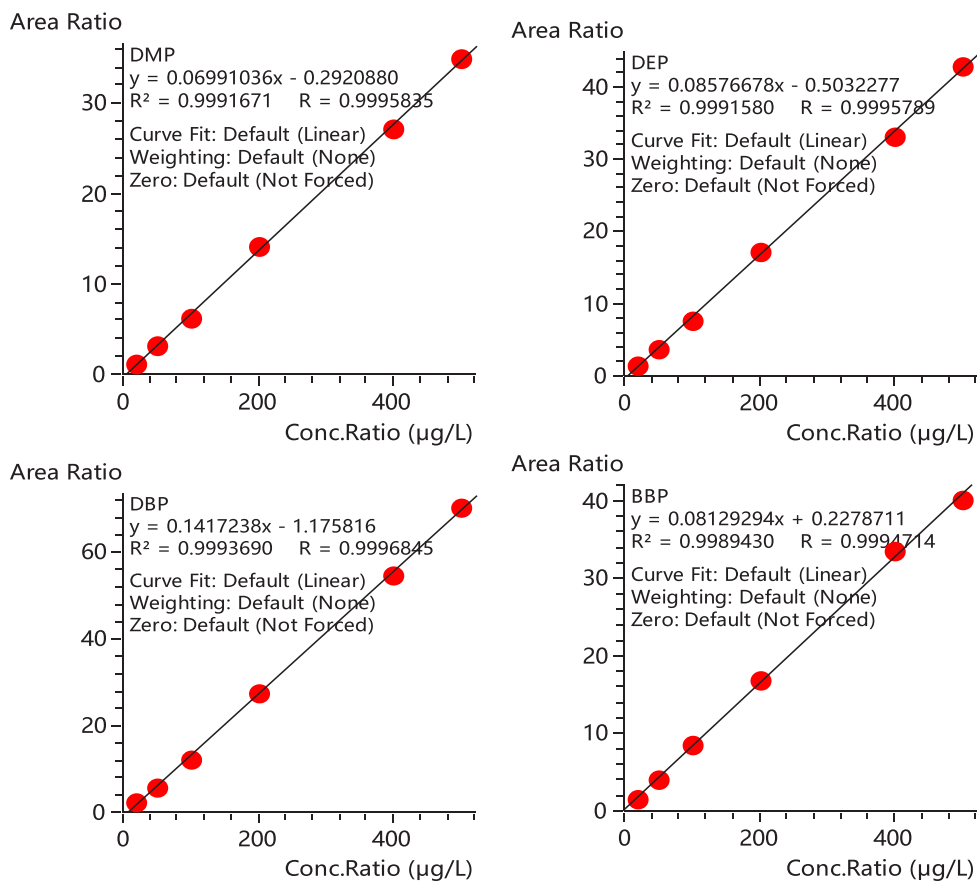 Area Ratio
DMP
y = 0.06991036x - 0.2920880
R² = 0.9991671 R = 0.9995835
Curve Fit: Default (Linear)
Weighting: Default (None)
Zero: Default (Not Forced)
30
20
10
0
0 200 400
Conc.Ratio (µg/L)
Area Ratio
DEP
y = 0.08576678x - 0.5032277
R² = 0.9991580 R = 0.9995789
Curve Fit: Default (Linear)
Weighting: Default (None)
Zero: Default (Not Forced)
40
30
20
10
0
0 200 400
Conc.Ratio (µg/L)
Area Ratio
DBP
y = 0.1417238x - 1.175816
R² = 0.9993690 R = 0.9996845
Curve Fit: Default (Linear)
Weighting: Default (None)
Zero: Default (Not Forced)
60
40
20
0
0 200 400
Conc.Ratio (µg/L)
Area Ratio
BBP
y = 0.08129294x + 0.2278711
R² = 0.9989430 R = 0.9994714
Curve Fit: Default (Linear)
Weighting: Default (None)
Zero: Default (Not Forced)
40
30
20
10
0
0 200 400
Conc.Ratio (µg/L)